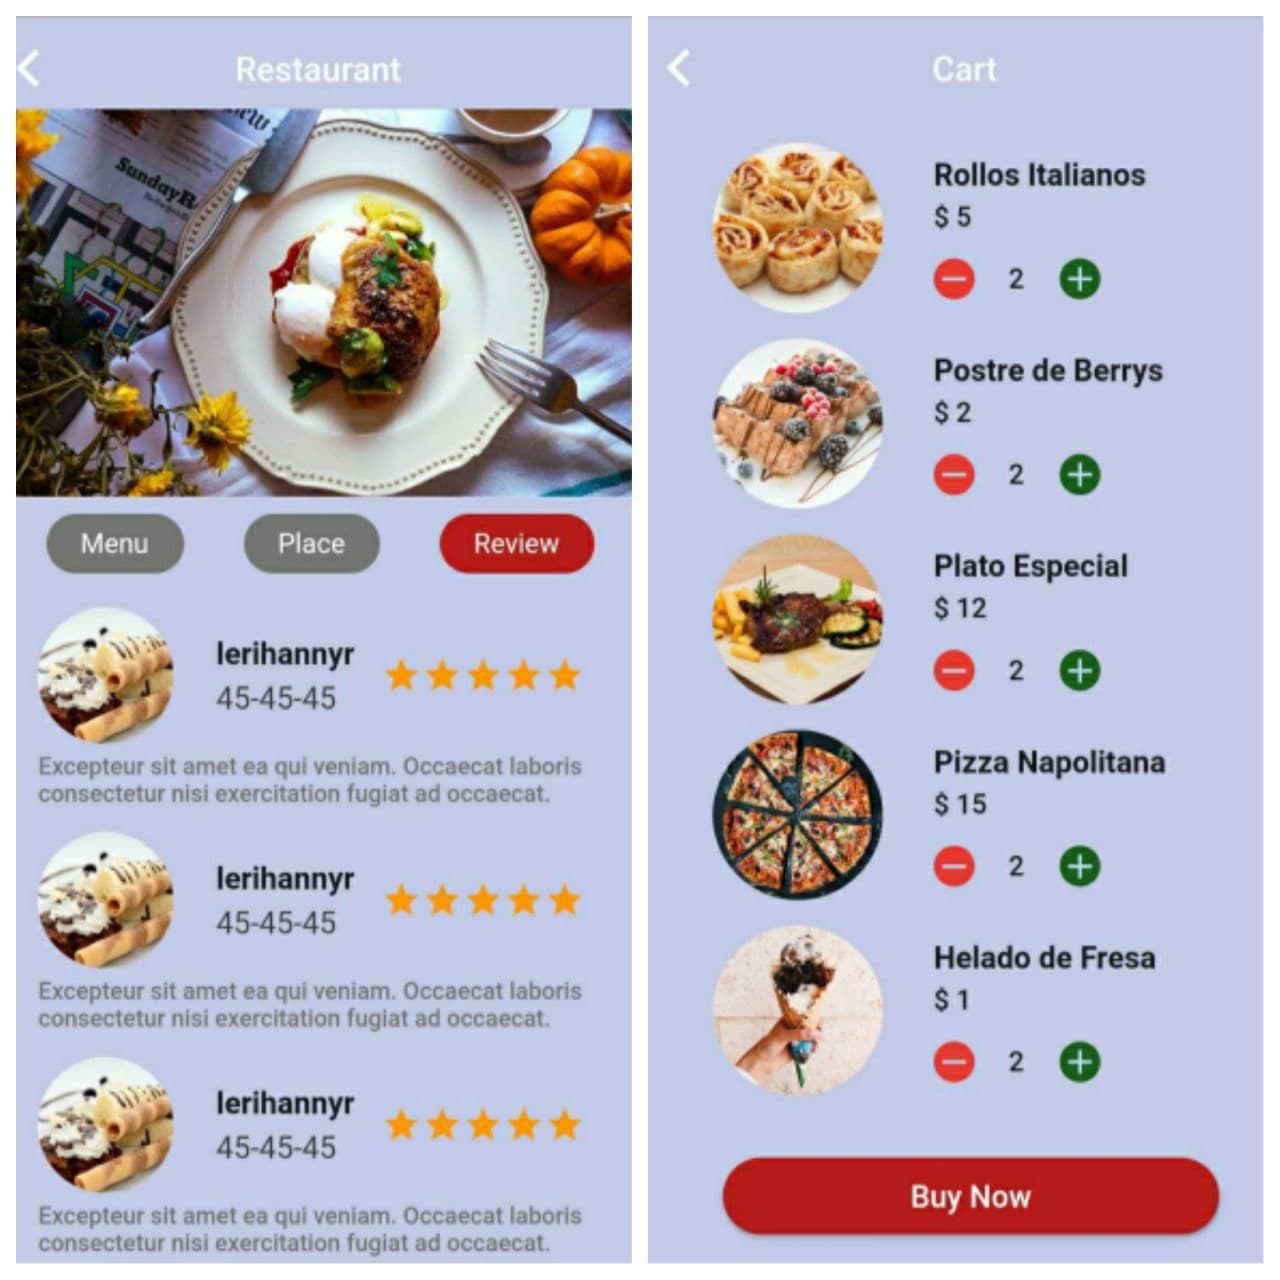 Restaurant
Sunday R
Menu
Place
Review
lerihannyr
45-45-45
Excepteur sit amet ea qui veniam. Occaecat laboris
consectetur nisi exercitation fugiat ad occaecat.
lerihannyr
45-45-45
Excepteur sit amet ea qui veniam. Occaecat laboris
consectetur nisi exercitation fugiat ad occaecat.
lerihannyr
45-45-45
Excepteur sit amet ea qui veniam. Occaecat laboris
consectetur nisi exercitation fugiat ad occaecat.
Cart
Rollos Italianos
$ 5
2
Postre de Berrys
$ 2
2
Plato Especial
$ 12
2
Pizza Napolitana
$ 15
2
Helado de Fresa
$ 1
2
Buy Now